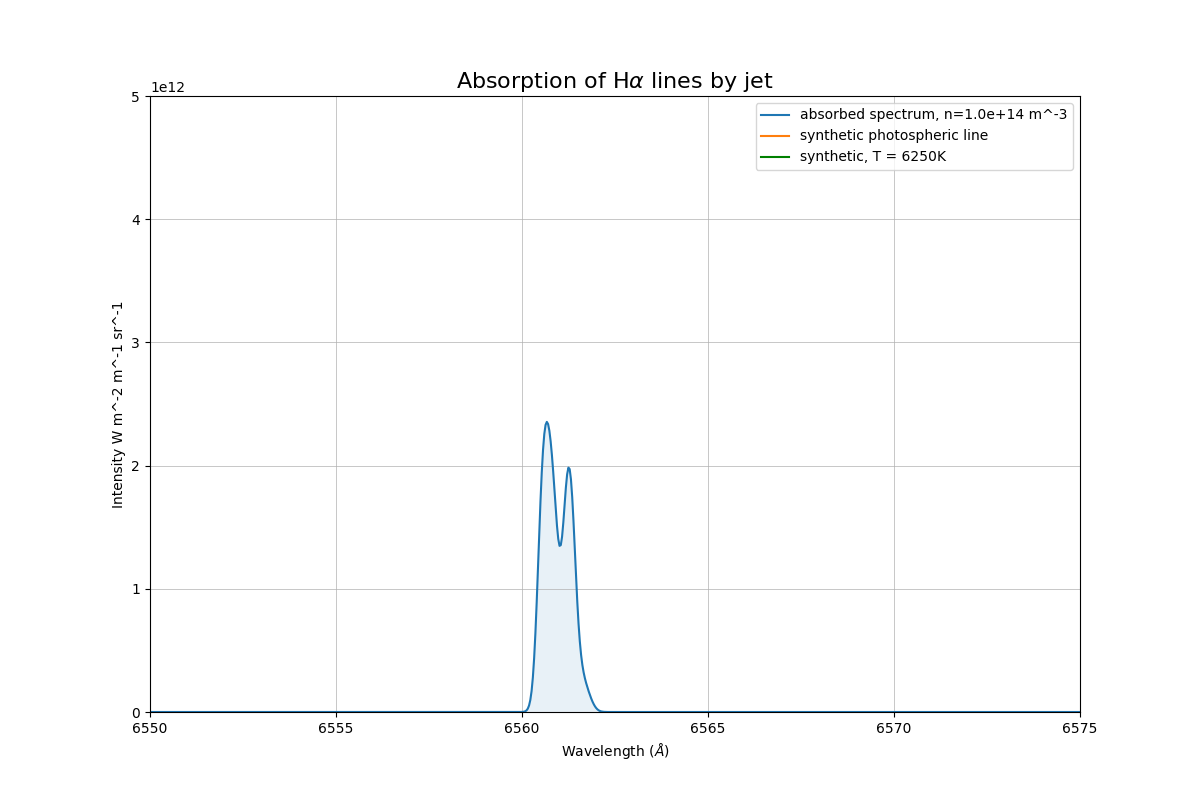 Absorption of Hα lines by jet
1e12
absorbed spectrum, n=1.0e+14 m^-3
synthetic photospheric line
synthetic, T = 6250K
Intensity W m^-2 m^-1 sr^-1
5
4
3
2
1
0
6550 6555 6560 6565 6570 6575
Wavelength (Å)